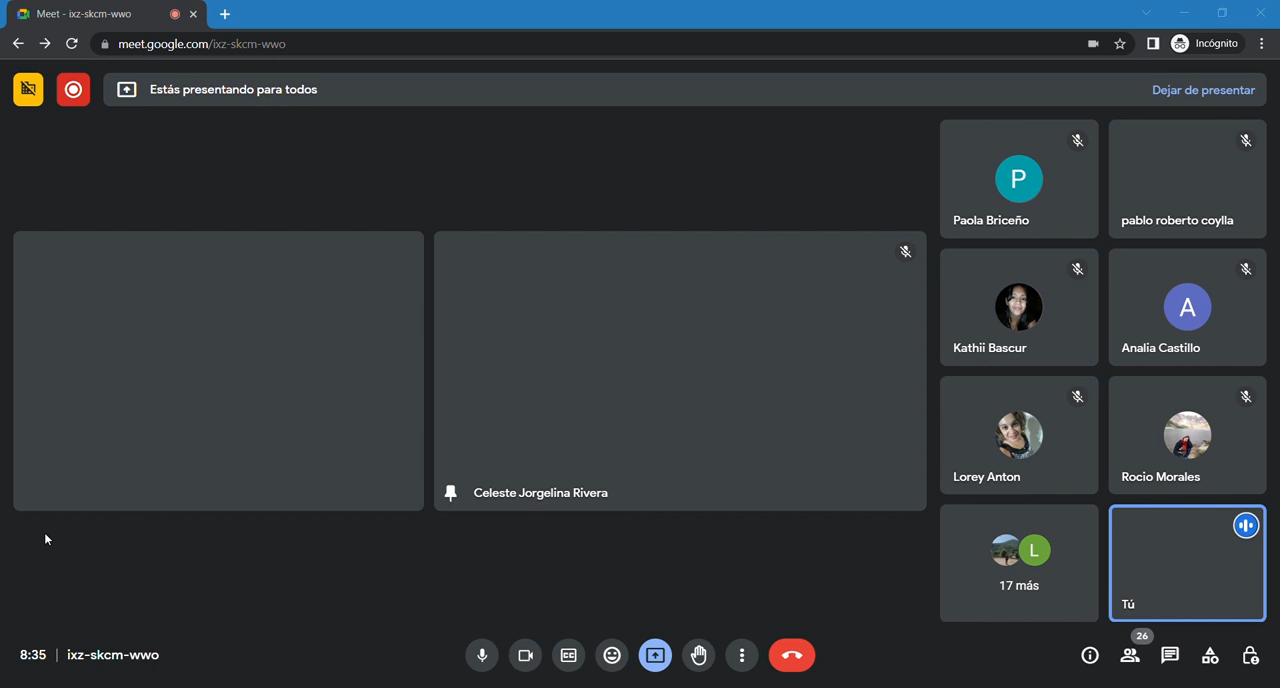 Meet - ixz-skcm-wwo
meet.google.com/ixz-skcm-wwo
Incógnito
Estás presentando para todos
Dejar de presentar
P
Paola Briceño
pablo roberto coylla
Kathii Bascur
A
Analia Castillo
Celeste Jorgelina Rivera
Lorey Anton
Rocio Morales
L
17 más
Tú
8:35 | ixz-skcm-wwo
26